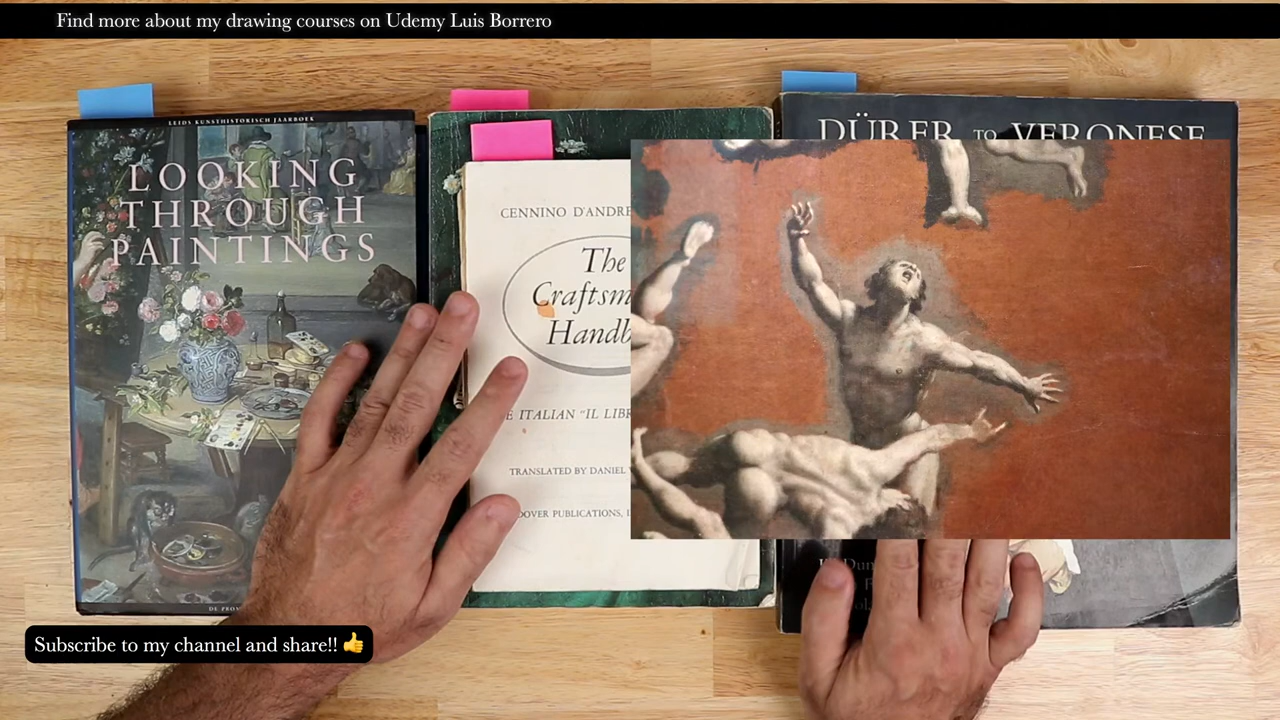 Find more about my drawing courses on Udemy Luis Borrero
LEIDS KUNSTHISTORISCH JAARBOEK
LOOKING
THROUGH
PAINTINGS
CENNINO D'ANDRE
The
Craftsm
Handb
E ITALIAN "IL LIBR
TRANSLATED BY DANIEL
DOVER PUBLICATIONS, I
DÜRER TO VERONESE
Dun
Subscribe to my channel and share!! 👍